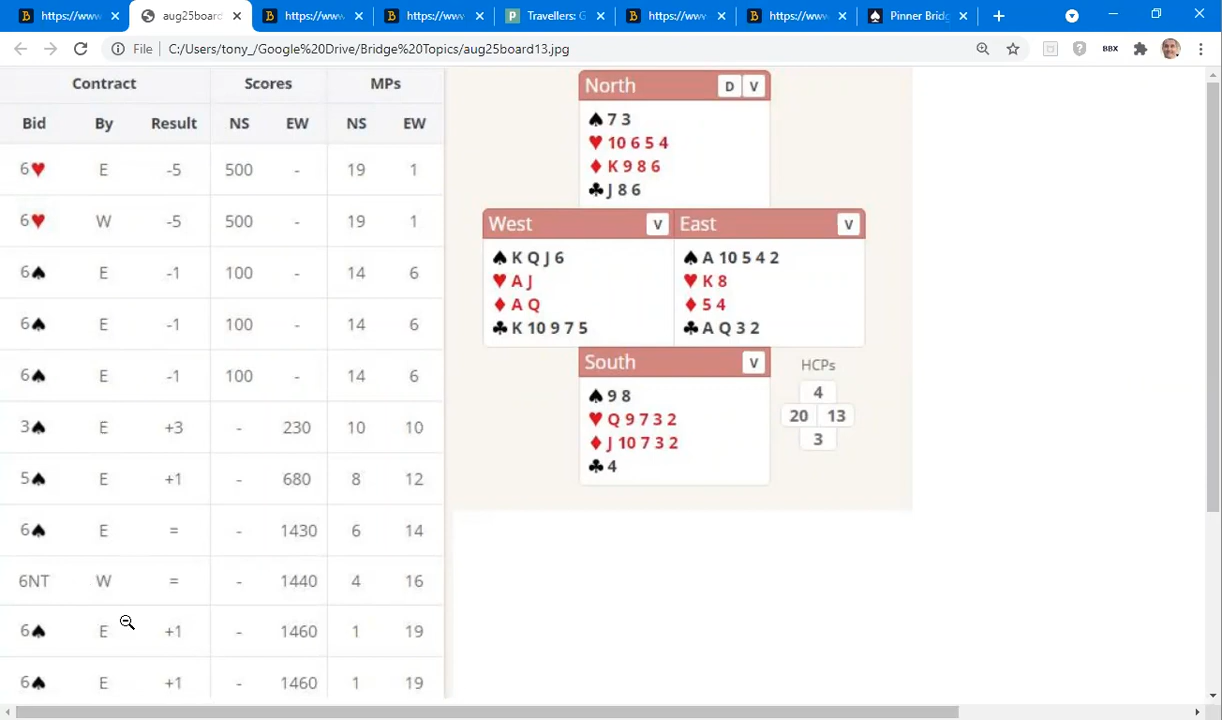 https://www.
aug25board
https://www.
https://www
Travellers: G
https://www
https://www.
Pinner Bridg
File
C:/Users/tony_/Google%20Drive/Bridge%20Topics/aug25board13.jpg
BBX
Contract Scores MPs
Bid By Result NS EW NS EW
6♥ E -5 500 - 19 1
6♥ W -5 500 - 19 1
6♠ E -1 100 - 14 6
6♠ E -1 100 - 14 6
6♠ E -1 100 - 14 6
3♠ E +3 - 230 10 10
5♠ E +1 - 680 8 12
6♠ E = - 1430 6 14
6NT W = - 1440 4 16
6♠ E +1 - 1460 1 19
6♠ E +1 - 1460 1 19
North D V
♠ 7 3
♥ 10 6 5 4
♦ K 9 8 6
♣ J 8 6
West V
♠ K Q J 6
♥ A J
♦ A Q
♣ K 10 9 7 5
East V
♠ A 10 5 4 2
♥ K 8
♦ 5 4
♣ A Q 3 2
South V
♠ 9 8
♥ Q 9 7 3 2
♦ J 10 7 3 2
♣ 4
HCPs
4
20 13
3